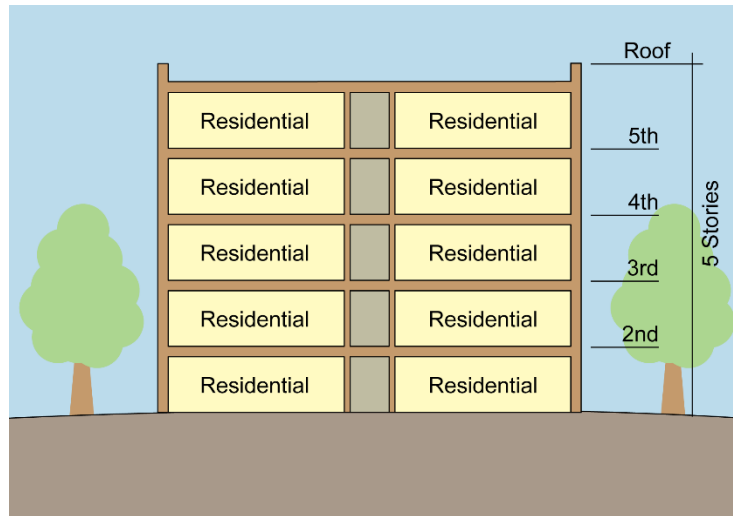 Roof
Residential Residential
5th
Residential Residential
4th
Residential Residential
3rd
Residential Residential
2nd
Residential Residential
5 Stories